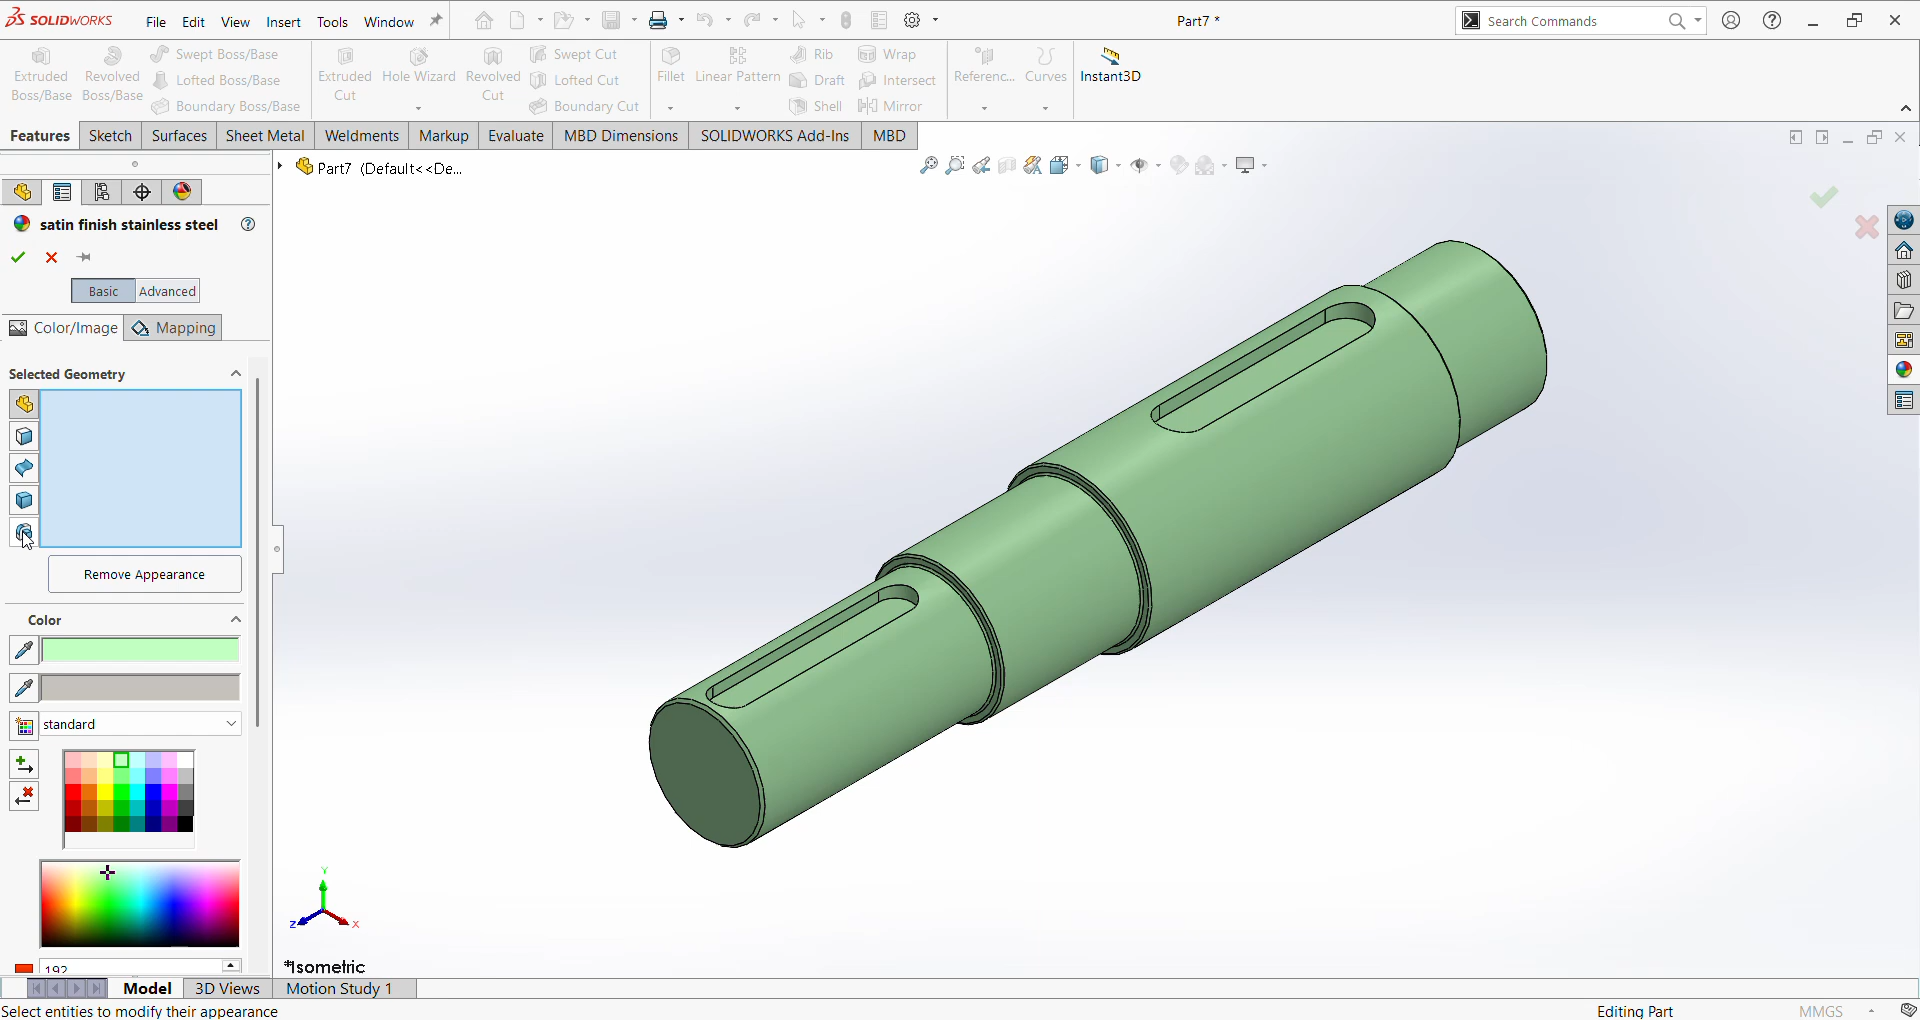 SOLIDWORKS File Edit View Insert Tools Window Part7 * Search Commands
Extruded Boss/Base
Revolved Boss/Base
Swept Boss/Base
Lofted Boss/Base
Boundary Boss/Base
Extruded Cut
Hole Wizard
Revolved Cut
Swept Cut
Lofted Cut
Boundary Cut
Fillet
Linear Pattern
Rib
Draft
Shell
Wrap
Intersect
Mirror
Referenc...
Curves
Instant3D
Features Sketch Surfaces Sheet Metal Weldments Markup Evaluate MBD Dimensions SOLIDWORKS Add-Ins MBD
Part7 (Default<<De...
satin finish stainless steel
Basic Advanced
Color/Image Mapping
Selected Geometry
Remove Appearance
Color
standard
192
Y
Z X
*Isometric
Model 3D Views Motion Study 1
Select entities to modify their appearance Editing Part MMGS